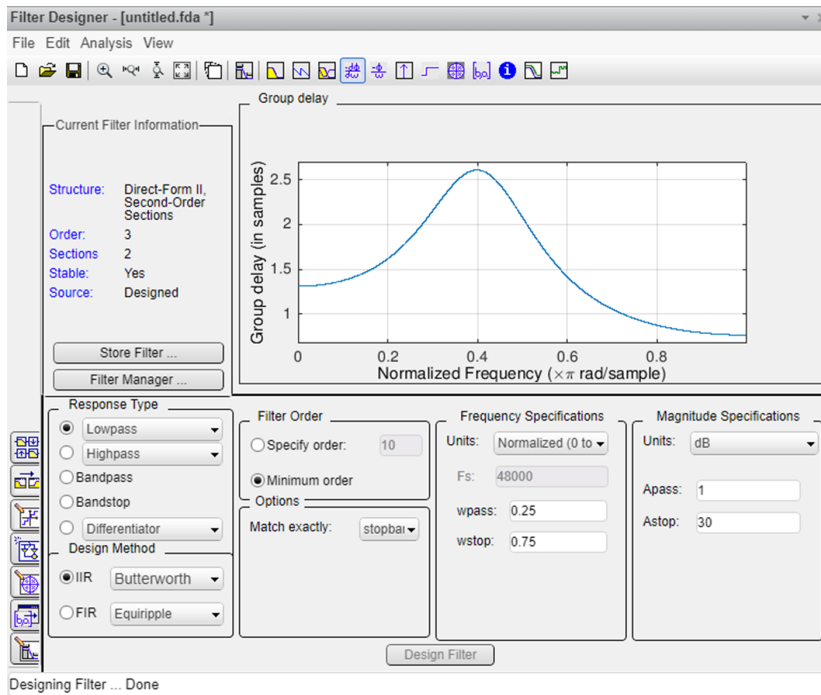 Filter Designer - [untitled.fda *]
File Edit Analysis View
Group delay
Current Filter Information
Structure: Direct-Form II,
Second-Order
Sections
Order: 3
Sections 2
Stable: Yes
Source: Designed
Store Filter ...
Filter Manager ...
Group delay (in samples)
2.5
2
1.5
1
0 0.2 0.4 0.6 0.8
Normalized Frequency (×π rad/sample)
Response Type
Lowpass
Highpass
Bandpass
Bandstop
Differentiator
Design Method
IIR Butterworth
FIR Equiripple
Filter Order
Specify order: 10
Minimum order
Options
Match exactly: stopbar
Frequency Specifications
Units: Normalized (0 to
Fs: 48000
wpass: 0.25
wstop: 0.75
Magnitude Specifications
Units: dB
Apass: 1
Astop: 30
Design Filter
Designing Filter ... Done